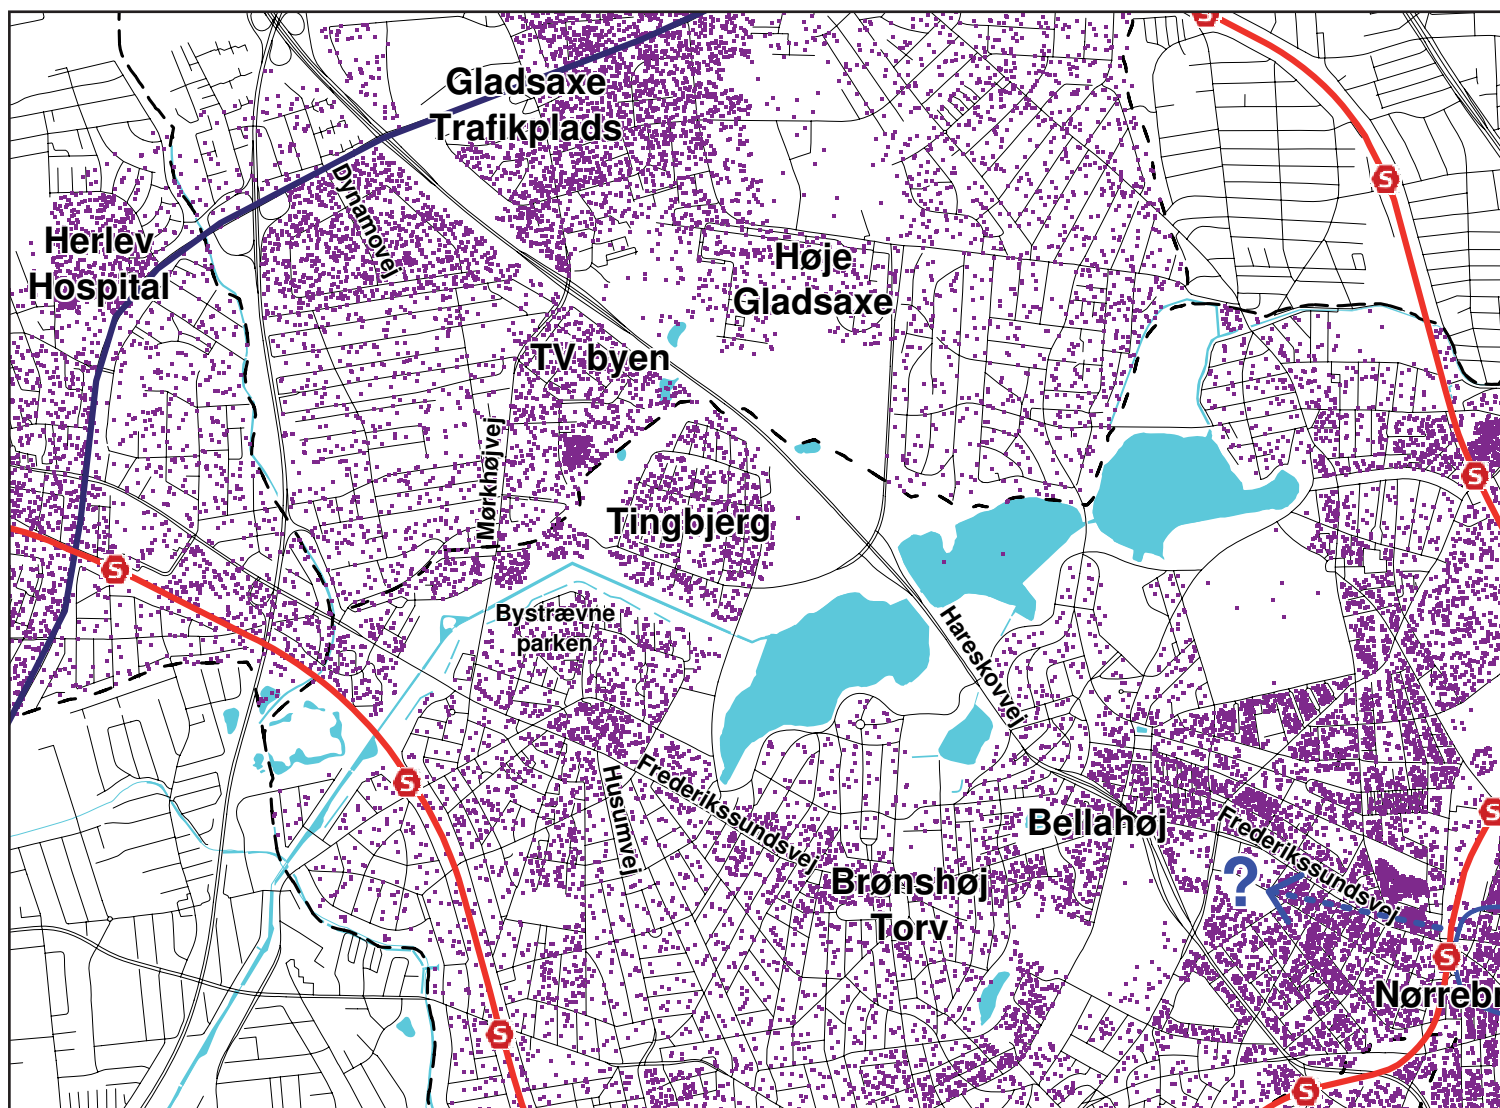 S
Gladsaxe
Trafikplads
Dynamovej
S
Herlev
Hospital
Høje
Gladsaxe
TV byen
Mørkhøjvej
S
Tingbjerg
S
Bystrævne
parken
Hareskovvej
S
Husumvej
Frederikssundsvej
Bellahøj
S
Frederikssundsvej
?
Brønshøj
Torv
S
S
S